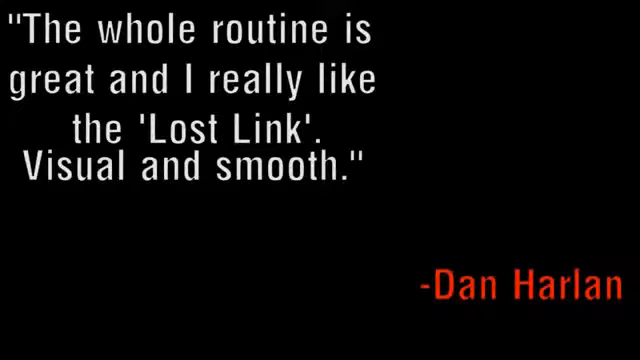 "The whole routine is
great and I really like
the 'Lost Link'.
Visual and smooth."
-Dan Harlan